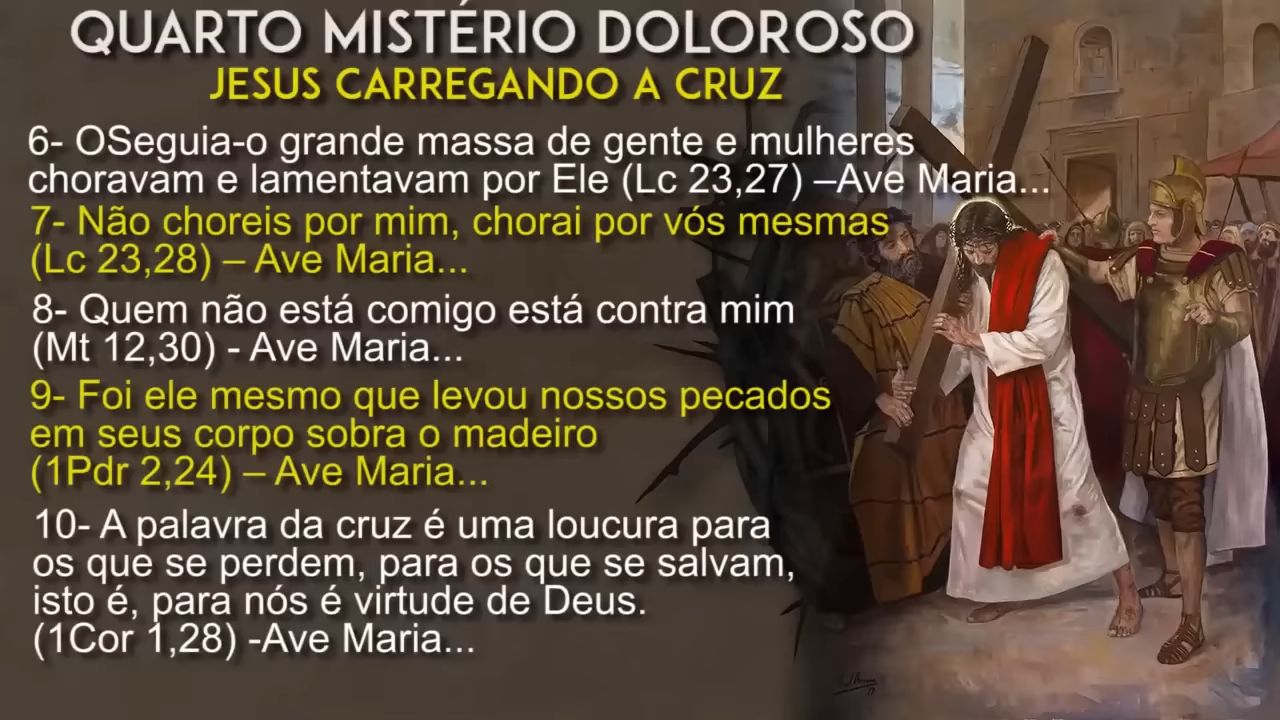 QUARTO MISTÉRIO DOLOROSO
JESUS CARREGANDO A CRUZ
6- OSeguia-o grande massa de gente e mulheres
choravam e lamentavam por Ele (Lc 23,27) –Ave Maria...
7- Não choreis por mim, chorai por vós mesmas
(Lc 23,28) – Ave Maria...
8- Quem não está comigo está contra mim
(Mt 12,30) - Ave Maria...
9- Foi ele mesmo que levou nossos pecados
em seus corpo sobra o madeiro
(1Pdr 2,24) – Ave Maria...
10- A palavra da cruz é uma loucura para
os que se perdem, para os que se salvam,
isto é, para nós é virtude de Deus.
(1Cor 1,28) -Ave Maria...